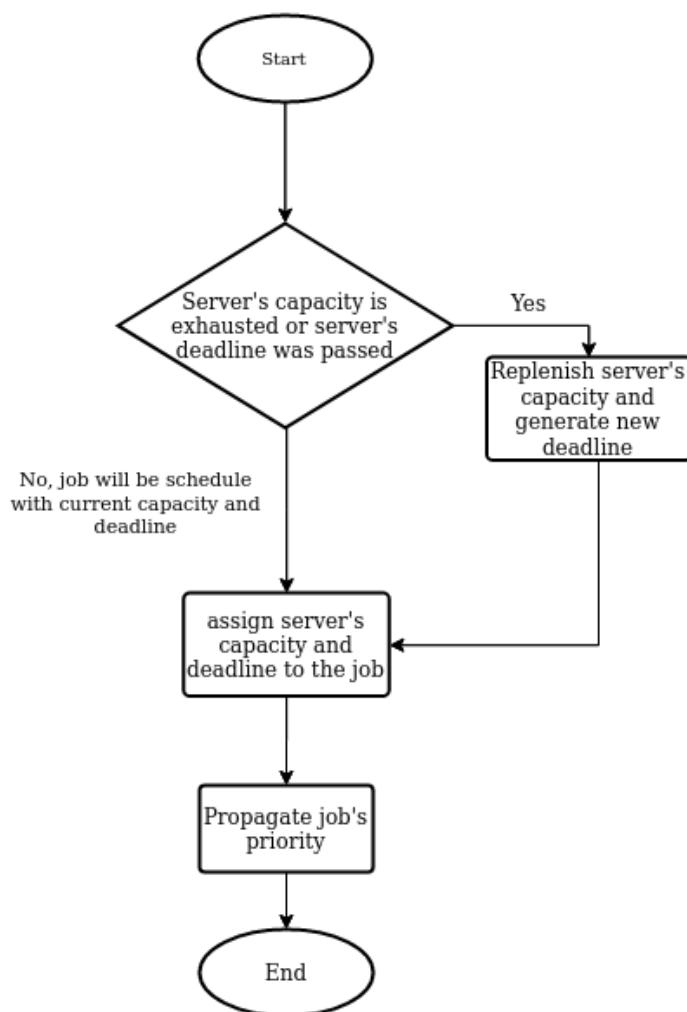 Start
Server's capacity is
exhausted or server's
deadline was passed
Yes
Replenish server's
capacity and
generate new
deadline
No, job will be schedule
with current capacity and
deadline
assign server's
capacity and
deadline to the job
Propagate job's
priority
End